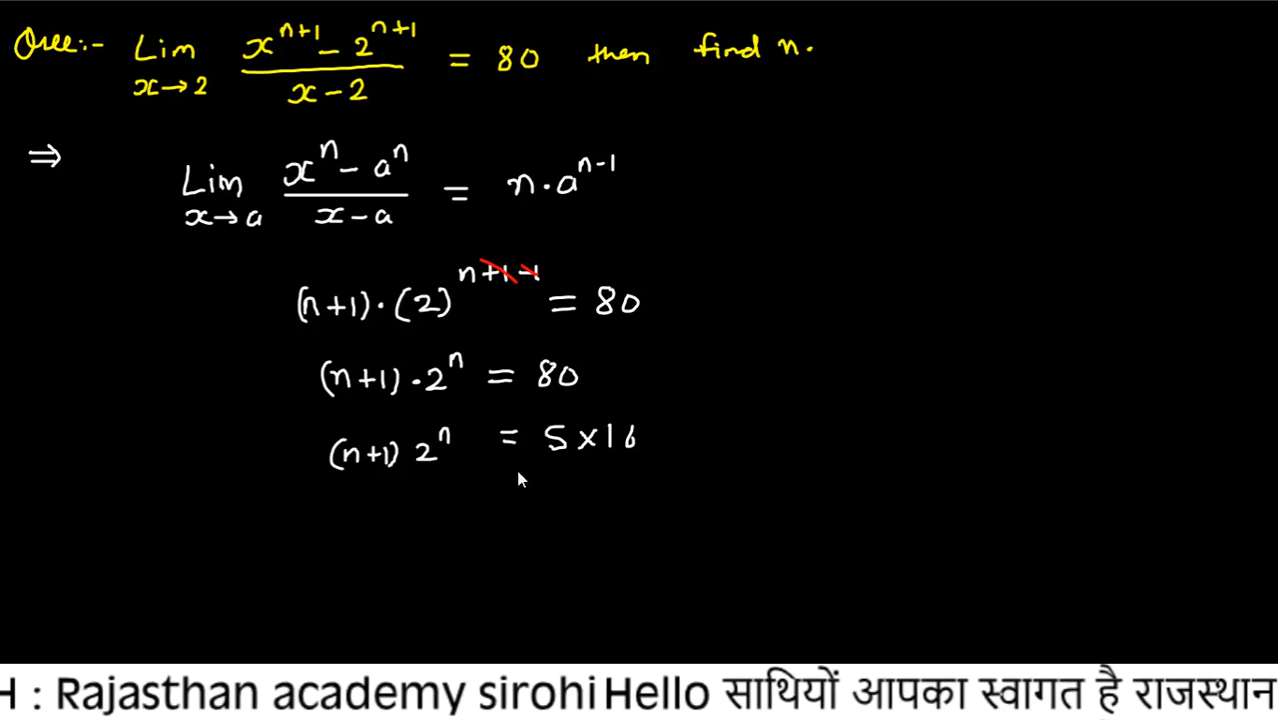 Que:- Lim x→2 (x^(n+1) - 2^(n+1))/(x-2) = 80 then find n.
⇒ Lim x→a (x^n - a^n)/(x-a) = n·a^(n-1)
(n+1)·(2)^(n+1-1) = 80
(n+1)·2^n = 80
(n+1) 2^n = 5×16
H : Rajasthan academy sirohi Hello साथियों आपका स्वागत है राजस्थान